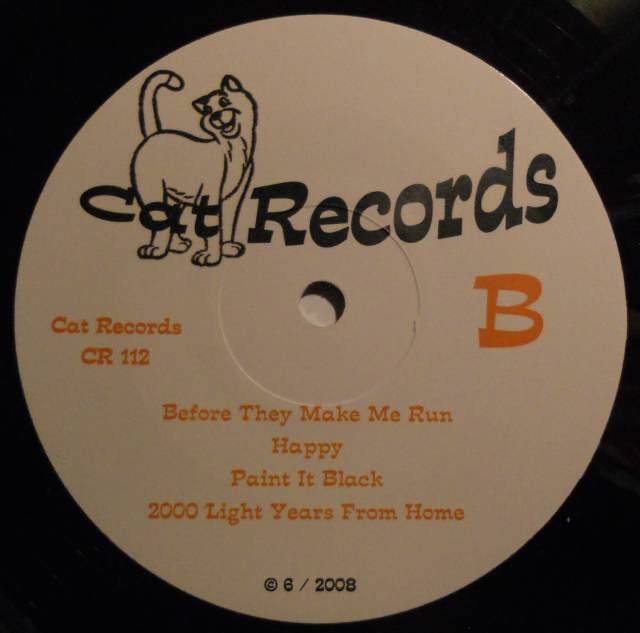 Cat Records
B
Cat Records
CR 112
Before They Make Me Run
Happy
Paint It Black
2000 Light Years From Home
© 6 / 2008